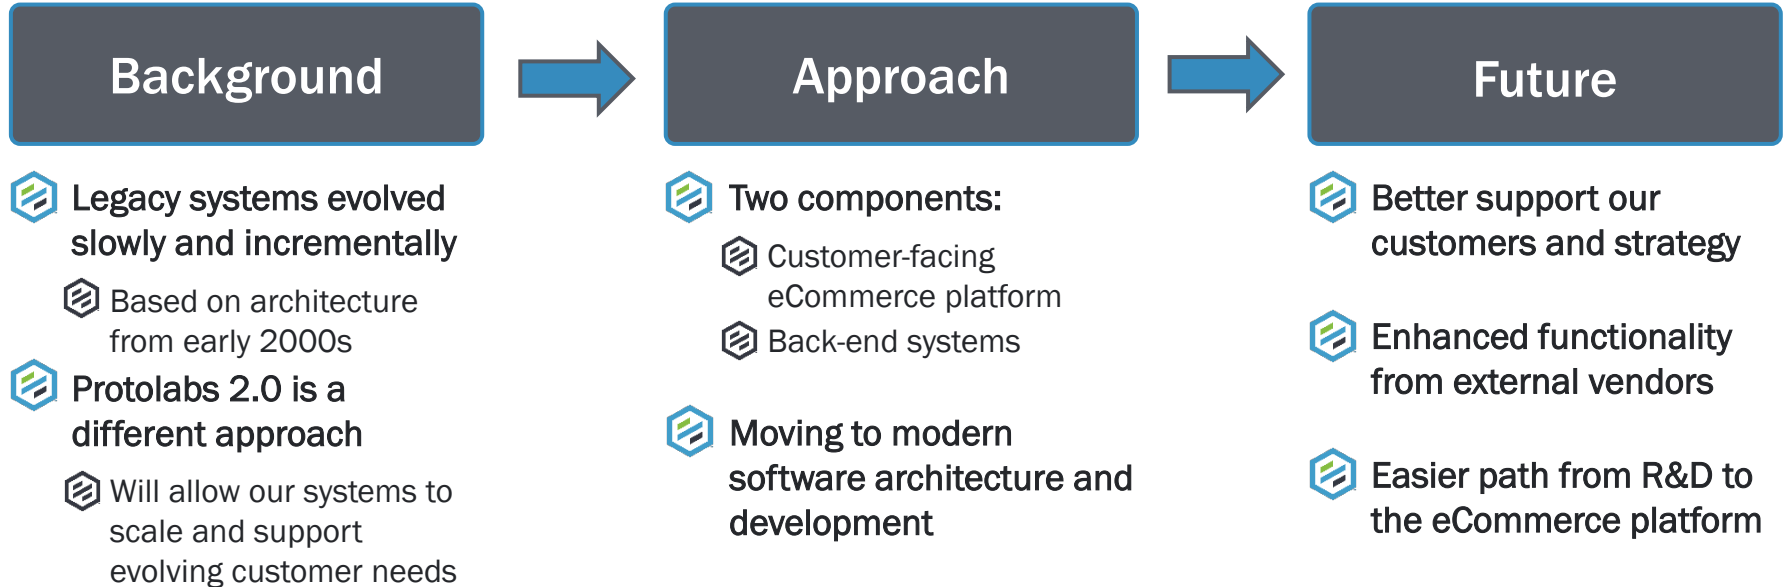 Background
Legacy systems evolved
slowly and incrementally
Based on architecture
from early 2000s
Protolabs 2.0 is a
different approach
Will allow our systems to
scale and support
evolving customer needs
Approach
Two components:
Customer-facing
eCommerce platform
Back-end systems
Moving to modern
software architecture and
development
Future
Better support our
customers and strategy
Enhanced functionality
from external vendors
Easier path from R&D to
the eCommerce platform